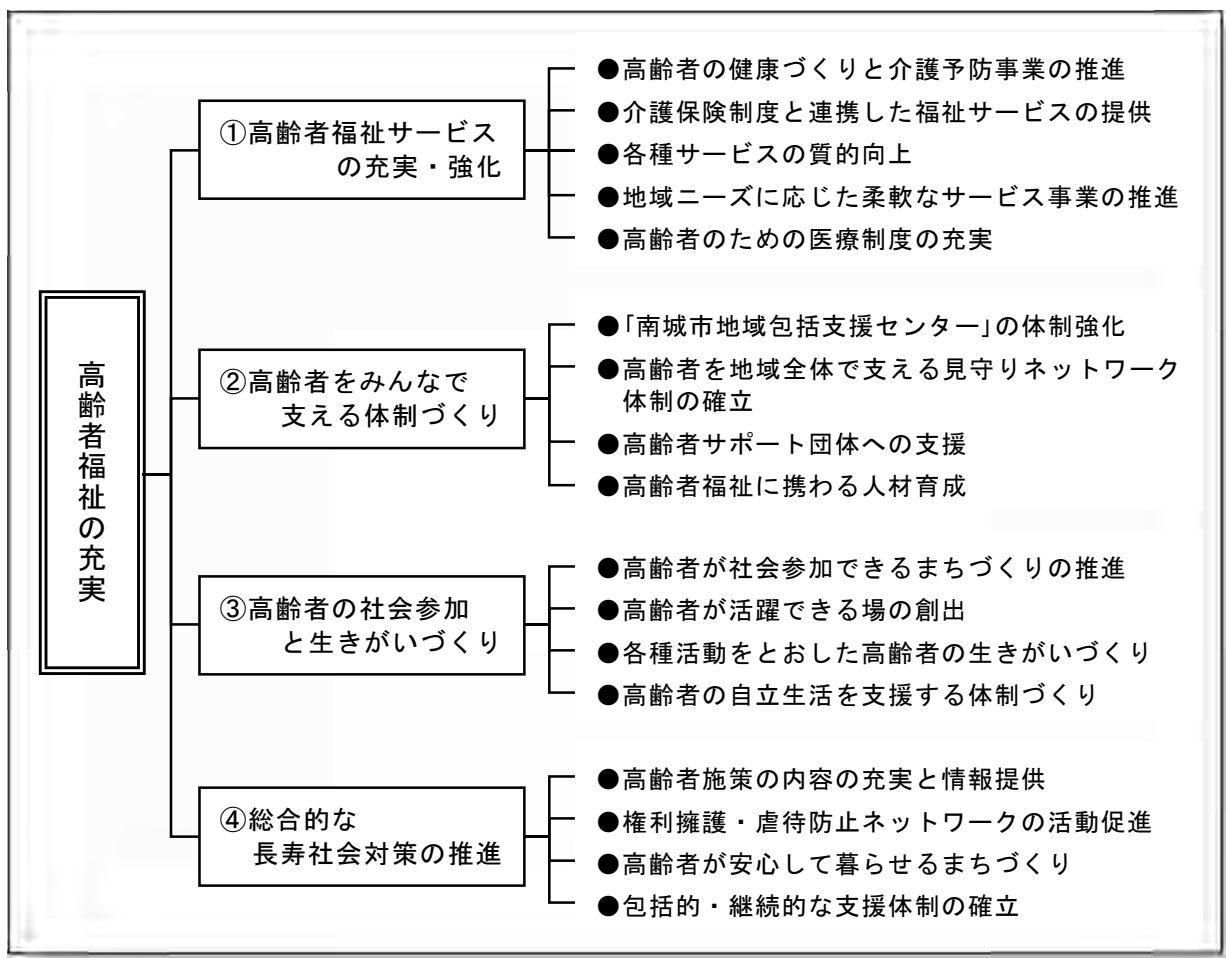 高齢者福祉の充実
①高齢者福祉サービス
の充実・強化
●高齢者の健康づくりと介護予防事業の推進
●介護保険制度と連携した福祉サービスの提供
●各種サービスの質的向上
●地域ニーズに応じた柔軟なサービス事業の推進
●高齢者のための医療制度の充実
②高齢者をみんなで
支える体制づくり
●「南城市地域包括支援センター」の体制強化
●高齢者を地域全体で支える見守りネットワーク
体制の確立
●高齢者サポート団体への支援
●高齢者福祉に携わる人材育成
③高齢者の社会参加
と生きがいづくり
●高齢者が社会参加できるまちづくりの推進
●高齢者が活躍できる場の創出
●各種活動をとおした高齢者の生きがいづくり
●高齢者の自立生活を支援する体制づくり
④総合的な
長寿社会対策の推進
●高齢者施策の内容の充実と情報提供
●権利擁護・虐待防止ネットワークの活動促進
●高齢者が安心して暮らせるまちづくり
●包括的・継続的な支援体制の確立